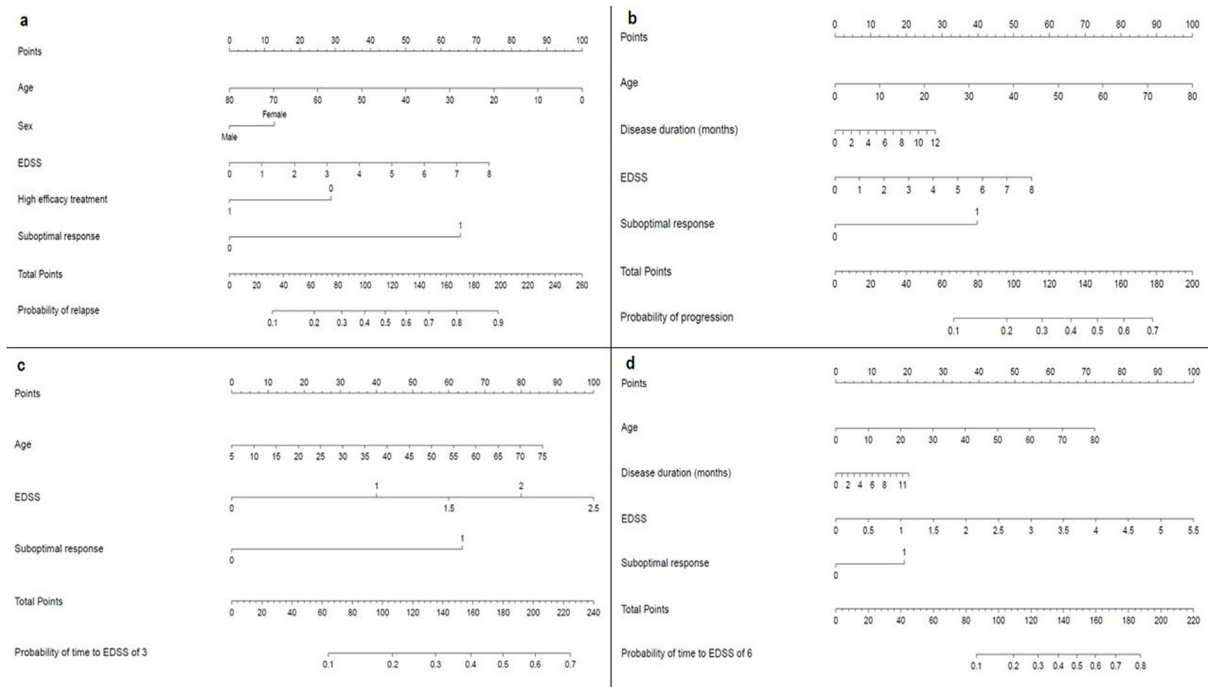 a
Points
0 10 20 30 40 50 60 70 80 90 100
Age
80 70 60 50 40 30 20 10 0
Female
Sex
Male
EDSS
0 1 2 3 4 5 6 7 8
0
High efficacy treatment
1
1
Suboptimal response
0
Total Points
0 20 40 60 80 100 120 140 160 180 200 220 240 260
Probability of relapse
0.1 0.2 0.3 0.4 0.5 0.6 0.7 0.8 0.9
b
0 10 20 30 40 50 60 70 80 90 100
Points
Age
0 10 20 30 40 50 60 70 80
Disease duration (months)
0 2 4 6 8 10 12
EDSS
0 1 2 3 4 5 6 7 8
1
Suboptimal response
0
Total Points
0 20 40 60 80 100 120 140 160 180 200
Probability of progression
0.1 0.2 0.3 0.4 0.5 0.6 0.7
c
0 10 20 30 40 50 60 70 80 90 100
Points
Age
5 10 15 20 25 30 35 40 45 50 55 60 65 70 75
1 2
EDSS
0 1.5 2.5
1
Suboptimal response
0
Total Points
0 20 40 60 80 100 120 140 160 180 200 220 240
Probability of time to EDSS of 3
0.1 0.2 0.3 0.4 0.5 0.6 0.7
d
0 10 20 30 40 50 60 70 80 90 100
Points
Age
0 10 20 30 40 50 60 70 80
Disease duration (months)
0 2 4 6 8 11
EDSS
0 0.5 1 1.5 2 2.5 3 3.5 4 4.5 5 5.5
1
Suboptimal response
0
Total Points
0 20 40 60 80 100 120 140 160 180 200 220
Probability of time to EDSS of 6
0.1 0.2 0.3 0.4 0.5 0.6 0.7 0.8